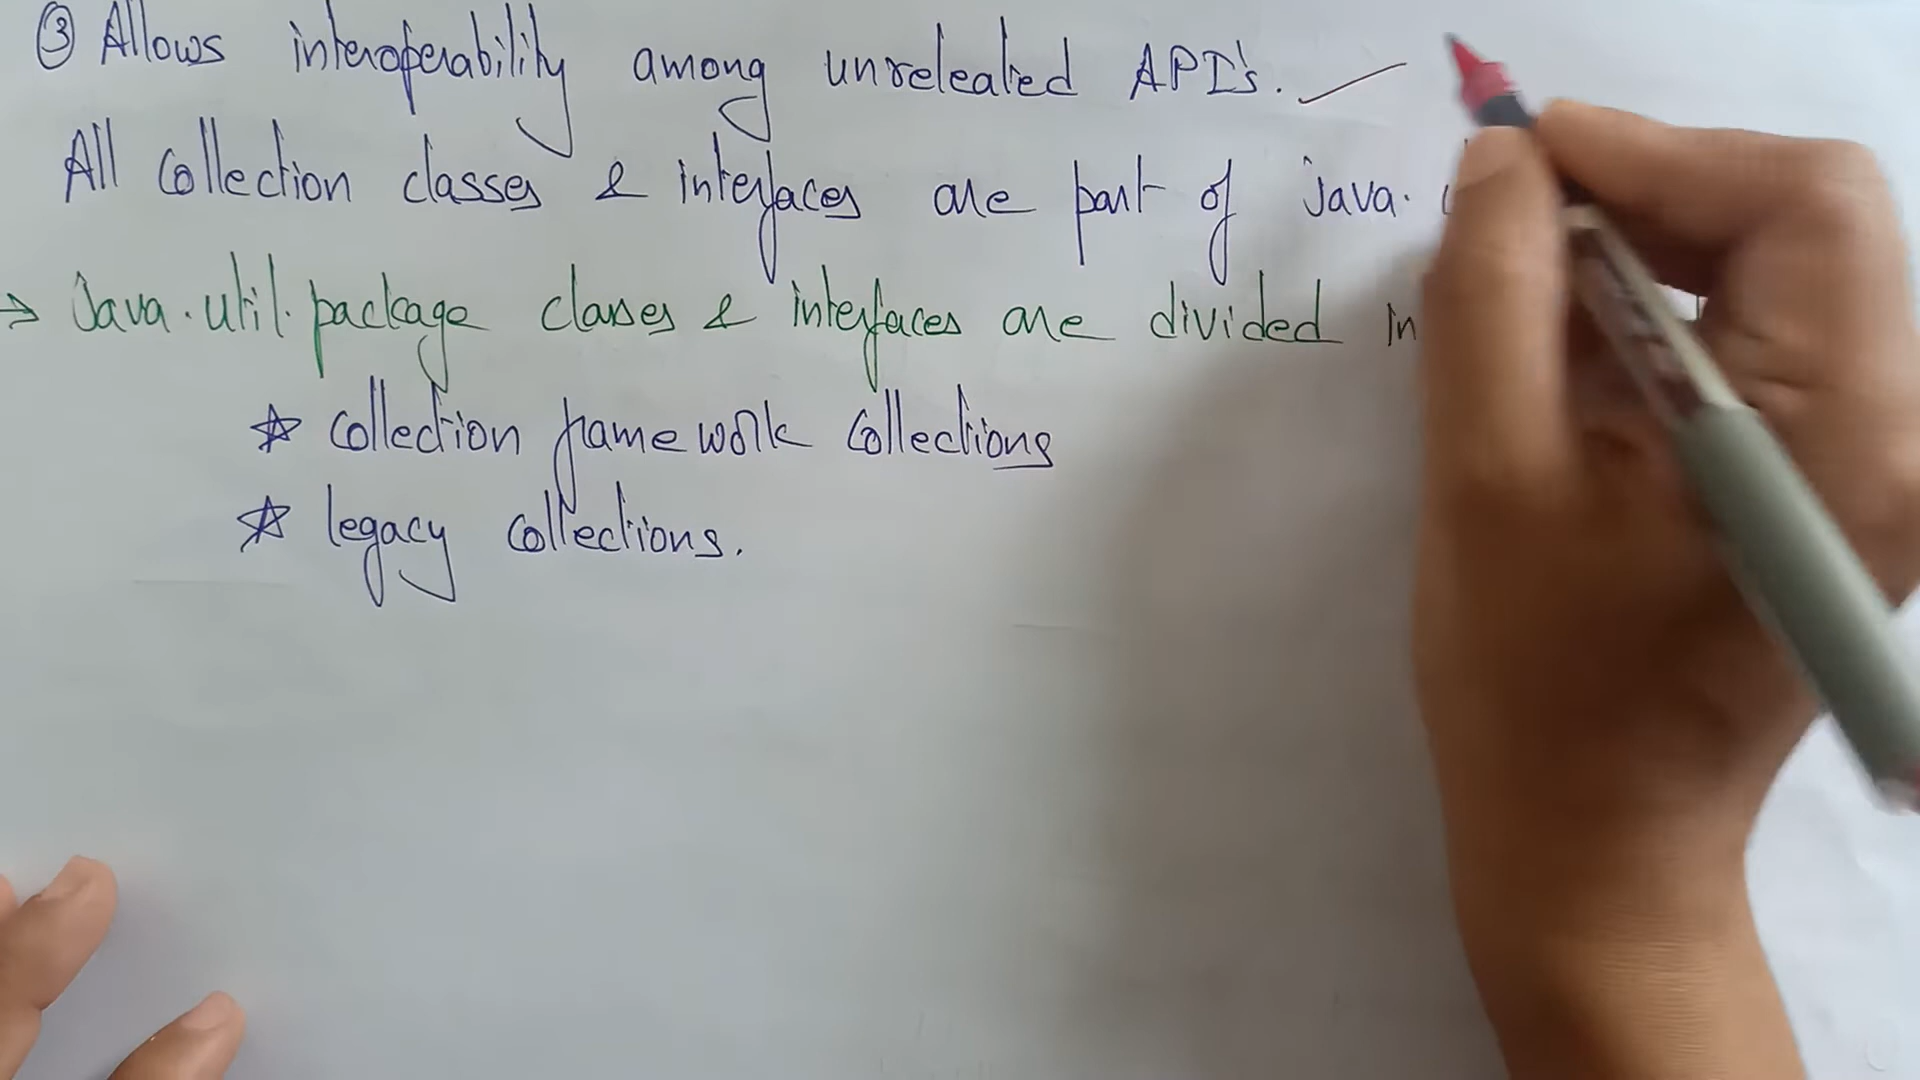 ③ Allows interoperability among unrelealed API's.
All collection classes & interfaces are part of java.
→ Java.util.package classes & interfaces are divided in
☆ collection framework collections
☆ legacy collections.